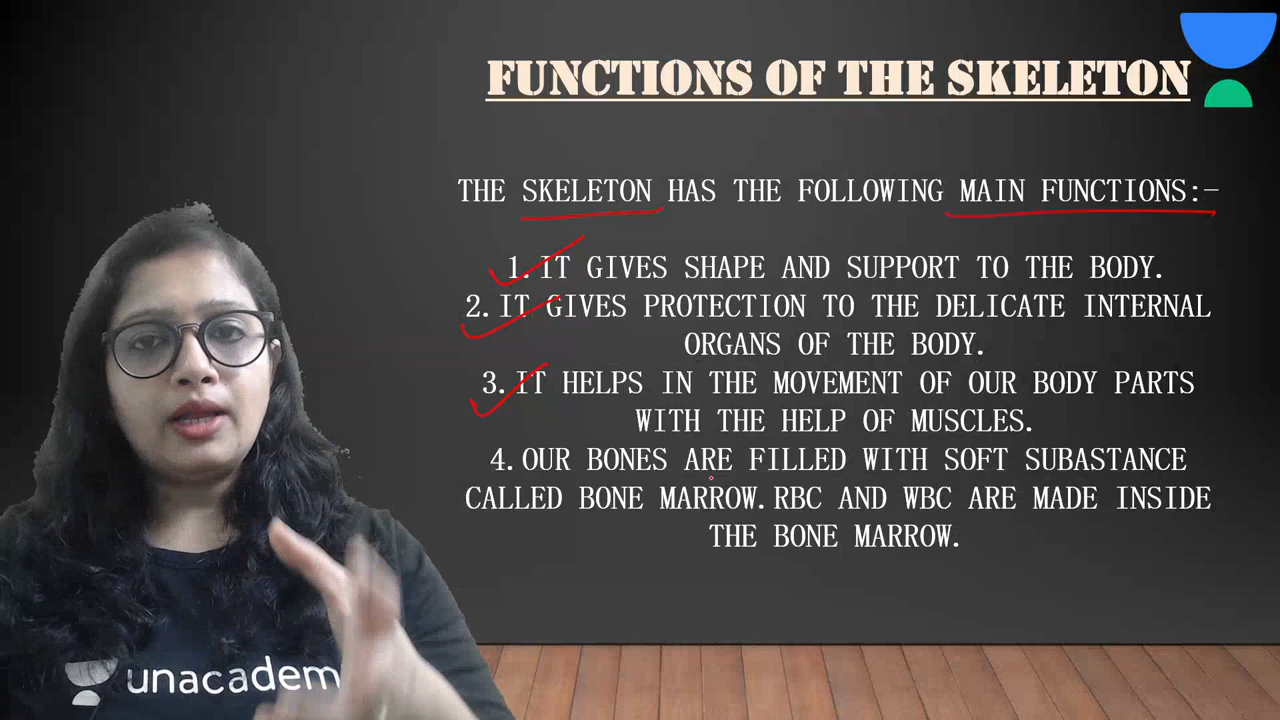 FUNCTIONS OF THE SKELETON
THE SKELETON HAS THE FOLLOWING MAIN FUNCTIONS:-
1.IT GIVES SHAPE AND SUPPORT TO THE BODY.
2.IT GIVES PROTECTION TO THE DELICATE INTERNAL
ORGANS OF THE BODY.
3.IT HELPS IN THE MOVEMENT OF OUR BODY PARTS
WITH THE HELP OF MUSCLES.
4.OUR BONES ARE FILLED WITH SOFT SUBASTANCE
CALLED BONE MARROW.RBC AND WBC ARE MADE INSIDE
THE BONE MARROW.
unacadem